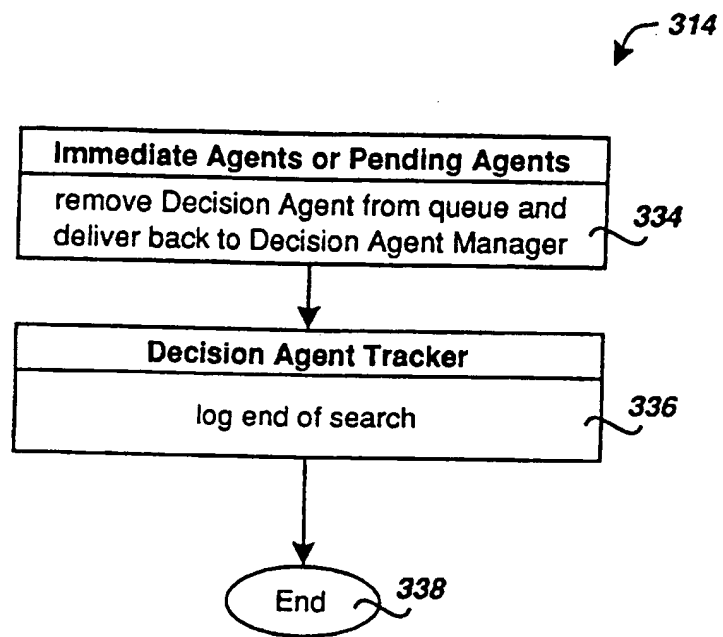 314
Immediate Agents or Pending Agents
remove Decision Agent from queue and
deliver back to Decision Agent Manager
334
Decision Agent Tracker
log end of search
336
End
338